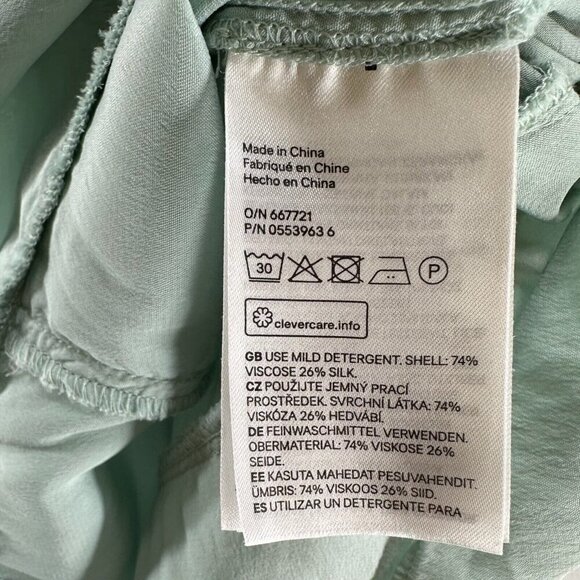 Made in China
Fabriqué en Chine
Hecho en China
O/N 667721
P/N 0553963 6
30 P
clevercare.info
GB USE MILD DETERGENT. SHELL: 74%
VISCOSE 26% SILK.
CZ POUŽIJTE JEMNÝ PRACÍ
PROSTŘEDEK. SVRCHNÍ LÁTKA: 74%
VISKÓZA 26% HEDVÁBÍ.
DE FEINWASCHMITTEL VERWENDEN.
OBERMATERIAL: 74% VISKOSE 26%
SEIDE.
EE KASUTA MAHEDAT PESUVAHENDIT.
ÜMBRIS: 74% VISKOOS 26% SIID.
ES UTILIZAR UN DETERGENTE PARA